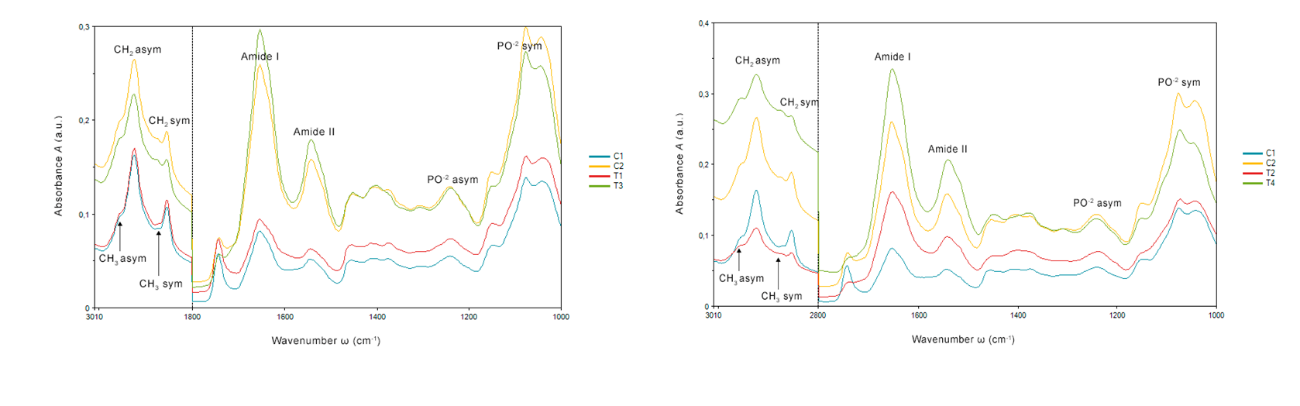 0,3
0,2
0,1
0
Absorbance A (a.u.)
CH2 asym
CH2 sym
CH3 asym
CH3 sym
Amide I
Amide II
PO-2 asym
PO-2 sym
3010 1800 1600 1400 1200 1000
Wavenumber ω (cm-1)
C1
C2
T1
T3
0,4
0,3
0,2
0,1
0
Absorbance A (a.u.)
CH2 asym
CH2 sym
CH3 asym
CH3 sym
Amide I
Amide II
PO-2 asym
PO-2 sym
3010 2800 1600 1400 1200 1000
Wavenumber ω (cm-1)
C1
C2
T2
T4